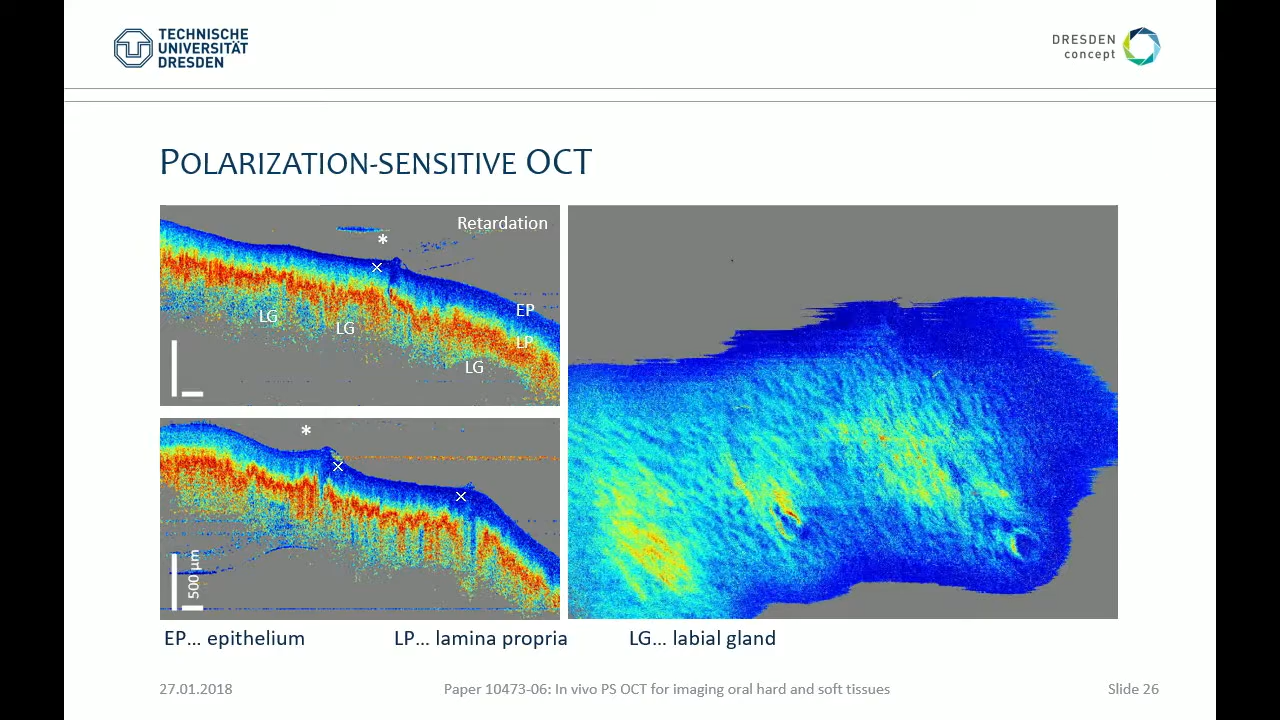 TECHNISCHE
UNIVERSITÄT
DRESDEN
DRESDEN
concept
POLARIZATION-SENSITIVE OCT
Retardation
*
×
EP
LG
LG
LP
LG
*
×
×
500 µm
EP... epithelium
LP... lamina propria
LG... labial gland
27.01.2018
Paper 10473-06: In vivo PS OCT for imaging oral hard and soft tissues
Slide 26